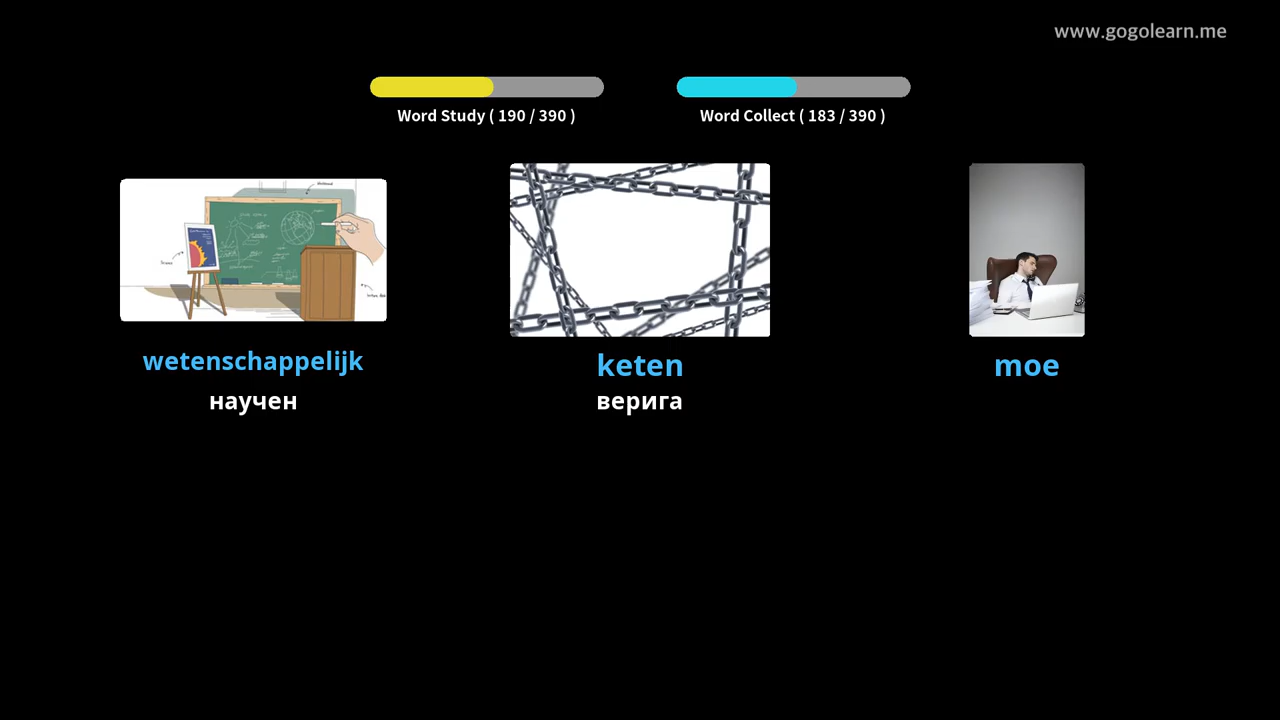 www.gogolearn.me
Word Study ( 190 / 390 )
Word Collect ( 183 / 390 )
wetenschappelijk
keten
moe
научен
верига